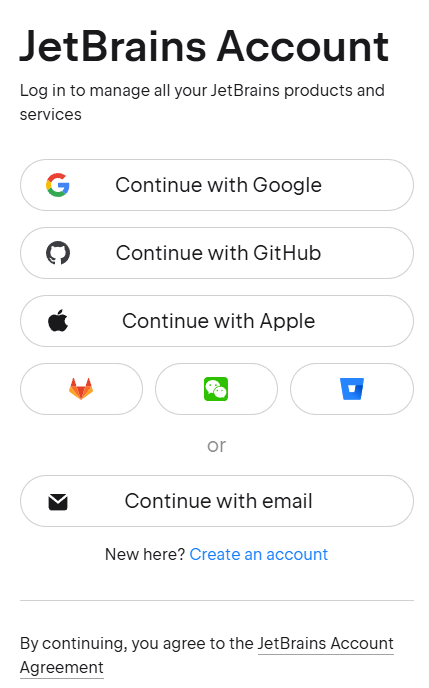 JetBrains Account
Log in to manage all your JetBrains products and
services
Continue with Google
Continue with GitHub
Continue with Apple
or
Continue with email
New here? Create an account
By continuing, you agree to the JetBrains Account
Agreement